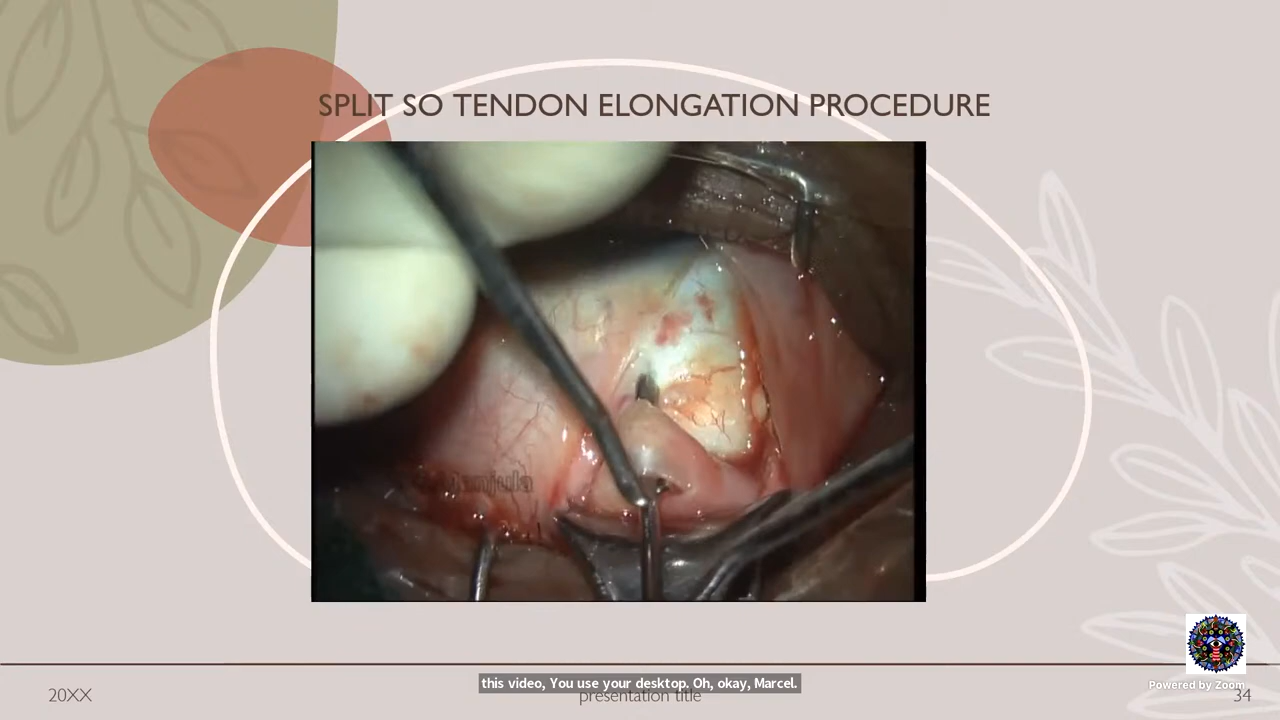 SPLIT SO TENDON ELONGATION PROCEDURE
Manjula
this video, You use your desktop. Oh, okay, Marcel.
20XX
presentation title
Powered by Zoom
34